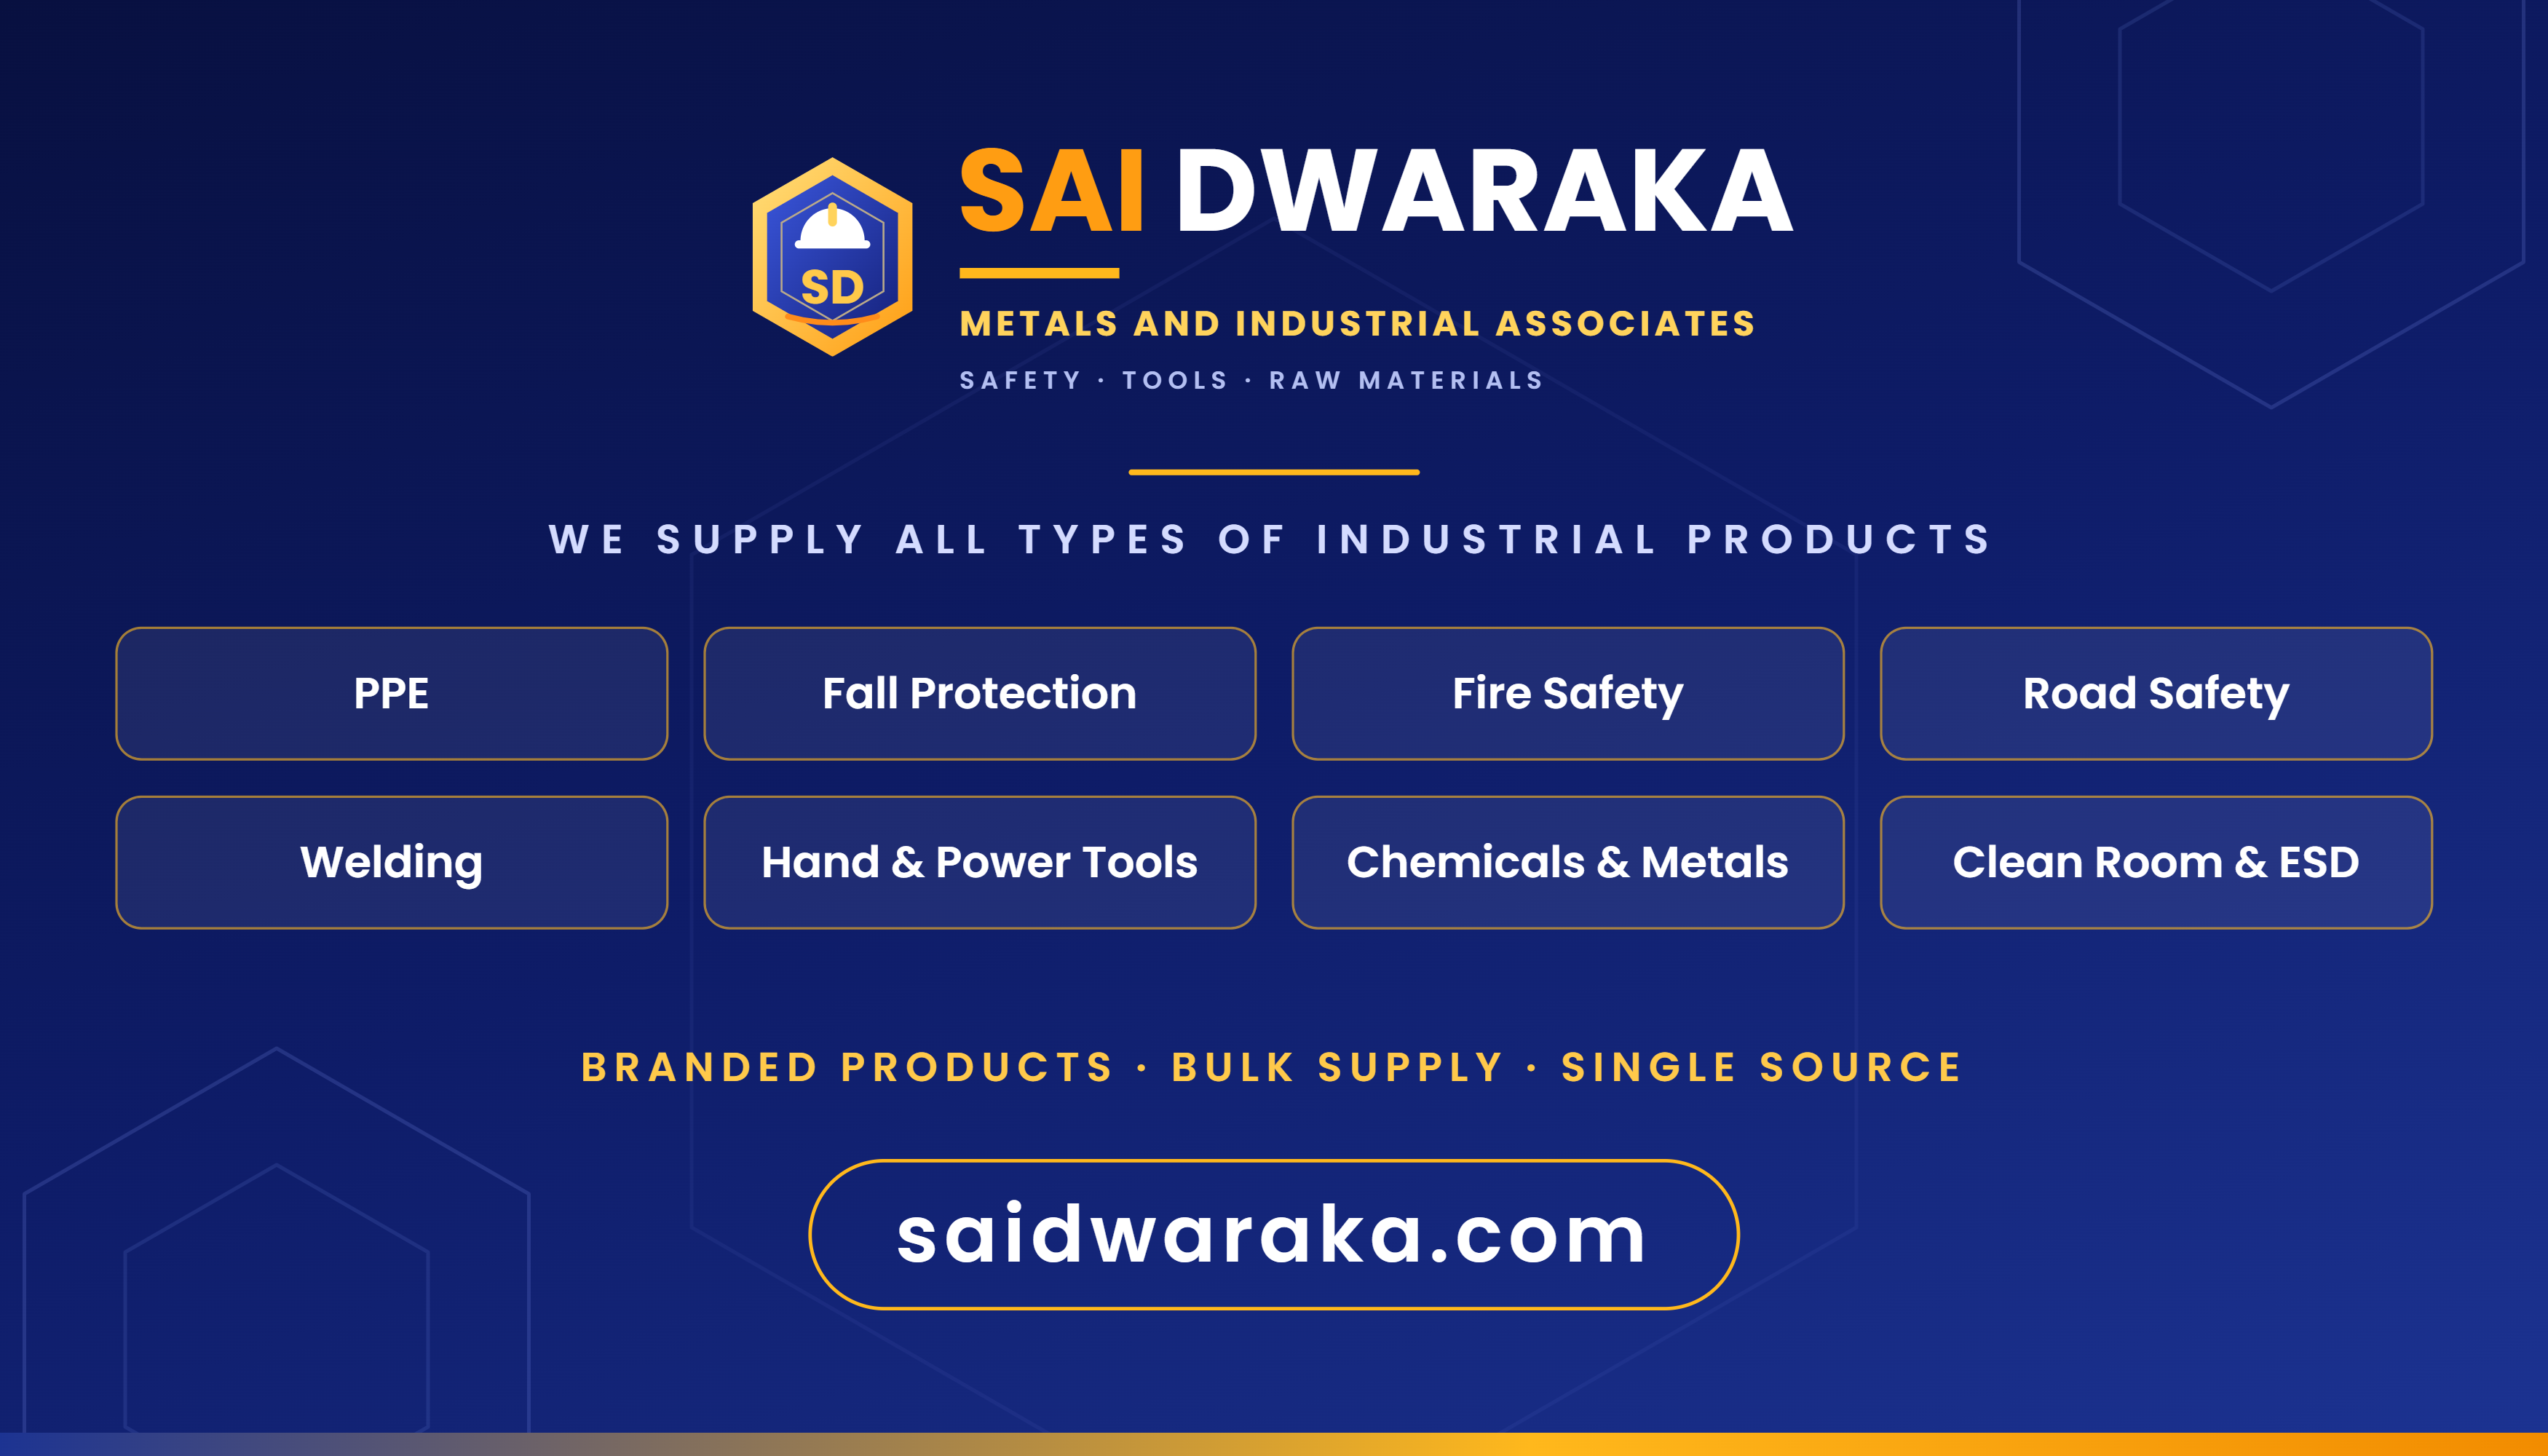 SD
SAI DWARAKA
METALS AND INDUSTRIAL ASSOCIATES
SAFETY · TOOLS · RAW MATERIALS
WE SUPPLY ALL TYPES OF INDUSTRIAL PRODUCTS
PPE
Fall Protection
Fire Safety
Road Safety
Welding
Hand & Power Tools
Chemicals & Metals
Clean Room & ESD
BRANDED PRODUCTS · BULK SUPPLY · SINGLE SOURCE
saidwaraka.com